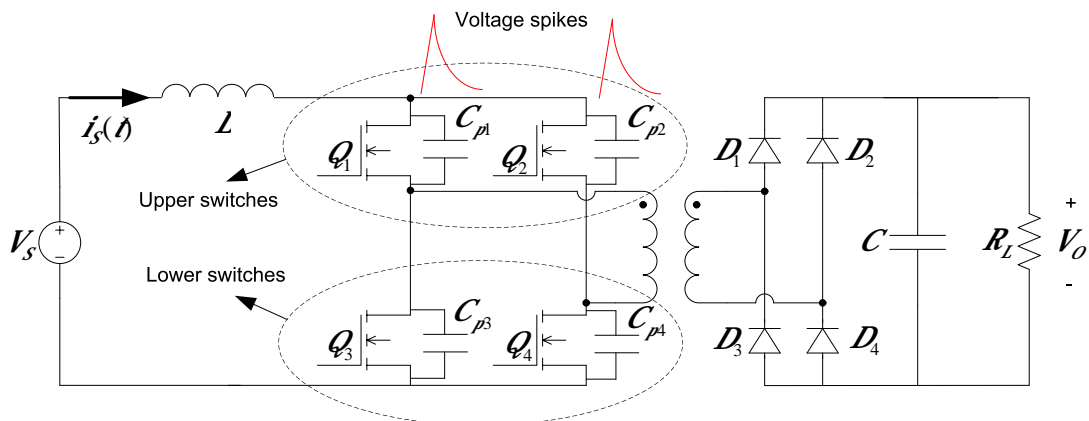 Voltage spikes
i_S(t)
L
C_p1
C_p2
Q_1
Q_2
D_1
D_2
Upper switches
V_S
+
−
C
R_L
+
V_O
-
Lower switches
C_p3
C_p4
Q_3
Q_4
D_3
D_4